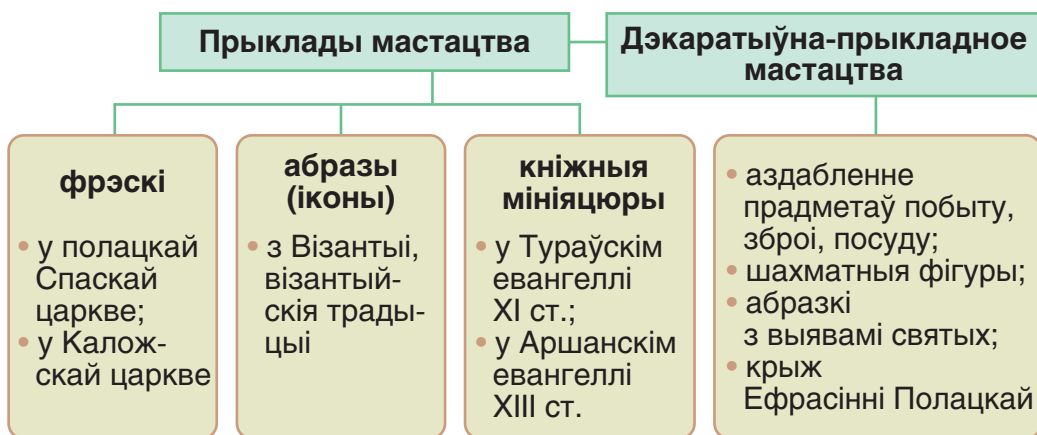 Прыклады мастацтва
Дэкаратыўна-прыкладное
мастацтва
фрэскі
• у полацкай
Спаскай
царкве;
• у Калож-
скай царкве
абразы
(іконы)
• з Візантыі,
візантый-
скія трады-
цыі
кніжныя
мініяцюры
• у Тураўскім
евангеллі
XI ст.;
• у Аршанскім
евангеллі
XIII ст.
• аздабленне
прадметаў побыту,
зброі, посуду;
• шахматныя фігуры;
• абразкі
з выявамі святых;
• крыж
Ефрасінні Полацкай